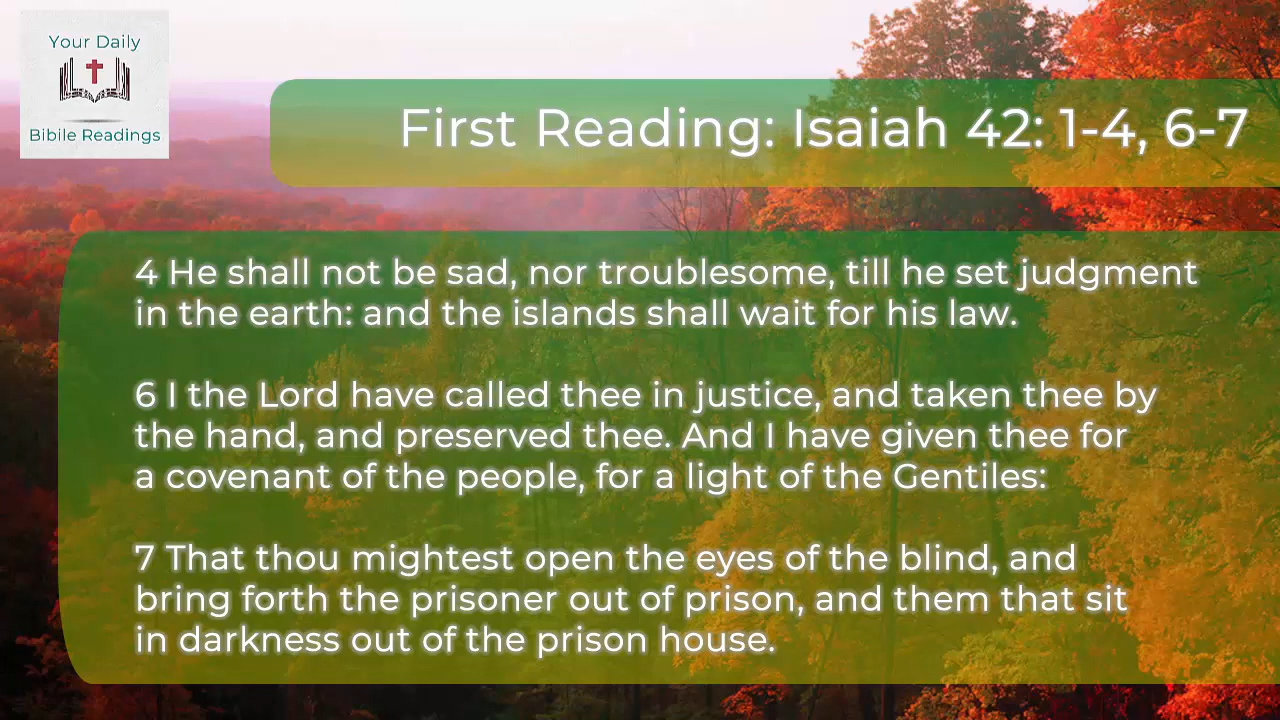 Your Daily
Bibile Readings
First Reading: Isaiah 42: 1-4, 6-7
4 He shall not be sad, nor troublesome, till he set judgment
in the earth: and the islands shall wait for his law.
6 I the Lord have called thee in justice, and taken thee by
the hand, and preserved thee. And I have given thee for
a covenant of the people, for a light of the Gentiles:
7 That thou mightest open the eyes of the blind, and
bring forth the prisoner out of prison, and them that sit
in darkness out of the prison house.